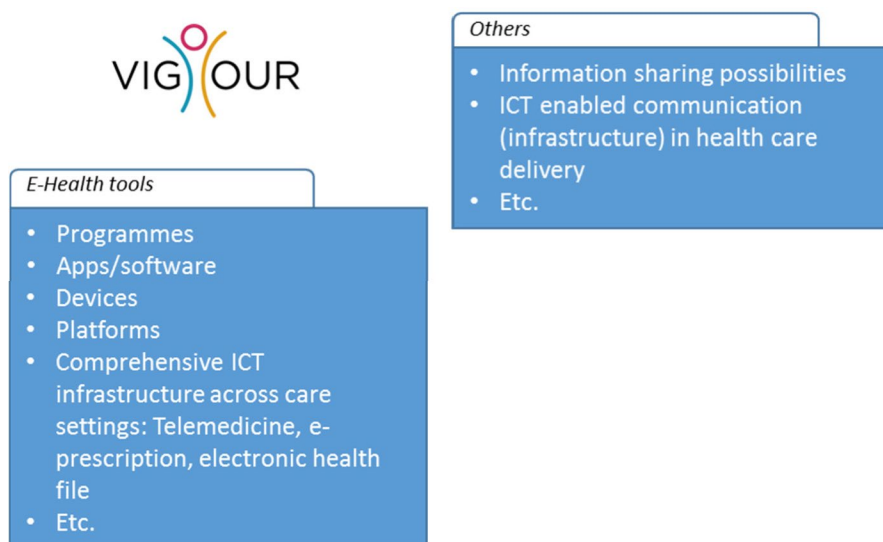 VIGOUR
Others
• Information sharing possibilities
• ICT enabled communication
(infrastructure) in health care
delivery
• Etc.
E-Health tools
• Programmes
• Apps/software
• Devices
• Platforms
• Comprehensive ICT
infrastructure across care
settings: Telemedicine, e-
prescription, electronic health
file
• Etc.